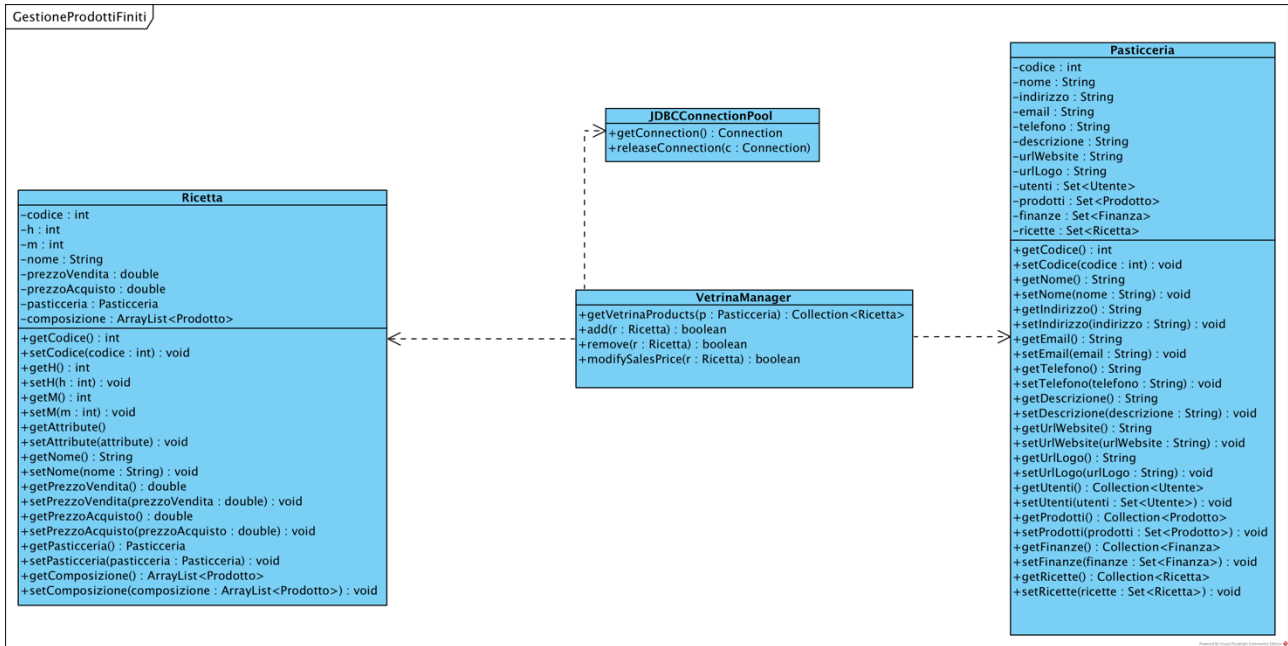 GestioneProdottiFiniti
Ricetta
-codice : int
-h : int
-m : int
-nome : String
-prezzoVendita : double
-prezzoAcquisto : double
-pasticceria : Pasticceria
-composizione : ArrayList<Prodotto>
+getCodice() : int
+setCodice(codice : int) : void
+getH() : int
+setH(h : int) : void
+getM() : int
+setM(m : int) : void
+getAttribute()
+setAttribute(attribute) : void
+getNome() : String
+setNome(nome : String) : void
+getPrezzoVendita() : double
+setPrezzoVendita(prezzoVendita : double) : void
+getPrezzoAcquisto() : double
+setPrezzoAcquisto(prezzoAcquisto : double) : void
+getPasticceria() : Pasticceria
+setPasticceria(pasticceria : Pasticceria) : void
+getComposizione() : ArrayList<Prodotto>
+setComposizione(composizione : ArrayList<Prodotto>) : void
JDBCConnectionPool
+getConnection() : Connection
+releaseConnection(c : Connection)
VetrinaManager
+getVetrinaProducts(p : Pasticceria) : Collection<Ricetta>
+add(r : Ricetta) : boolean
+remove(r : Ricetta) : boolean
+modifySalesPrice(r : Ricetta) : boolean
Pasticceria
-codice : int
-nome : String
-indirizzo : String
-email : String
-telefono : String
-descrizione : String
-urlWebsite : String
-urlLogo : String
-utenti : Set<Utente>
-prodotti : Set<Prodotto>
-finanze : Set<Finanza>
-ricette : Set<Ricetta>
+getCodice() : int
+setCodice(codice : int) : void
+getNome() : String
+setNome(nome : String) : void
+getIndirizzo() : String
+setIndirizzo(indirizzo : String) : void
+getEmail() : String
+setEmail(email : String) : void
+getTelefono() : String
+setTelefono(telefono : String) : void
+getDescrizione() : String
+setDescrizione(descrizione : String) : void
+getUrlWebsite() : String
+setUrlWebsite(urlWebsite : String) : void
+getUrlLogo() : String
+setUrlLogo(urlLogo : String) : void
+getUtenti() : Collection<Utente>
+setUtenti(utenti : Set<Utente>) : void
+getProdotti() : Collection<Prodotto>
+setProdotti(prodotti : Set<Prodotto>) : void
+getFinanze() : Collection<Finanza>
+setFinanze(finanze : Set<Finanza>) : void
+getRicette() : Collection<Ricetta>
+setRicette(ricette : Set<Ricetta>) : void
Powered By Visual Paradigm Community Edition